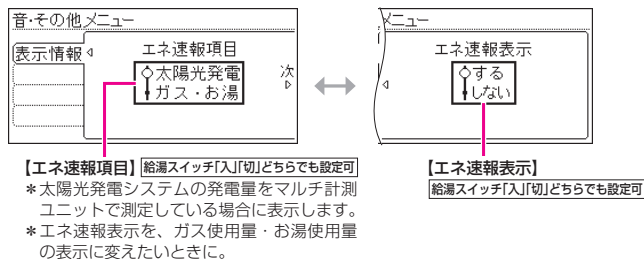 音･その他メニュー
表示情報
エネ速報項目
太陽光発電
ガス・お湯
次
メニュー
エネ速報表示
する
しない
【エネ速報項目】 給湯スイッチ｢入｣｢切｣どちらでも設定可
＊太陽光発電システムの発電量をマルチ計測
ユニットで測定している場合に表示します。
＊エネ速報表示を、ガス使用量・お湯使用量
の表示に変えたいときに。
【エネ速報表示】
給湯スイッチ｢入｣｢切｣どちらでも設定可